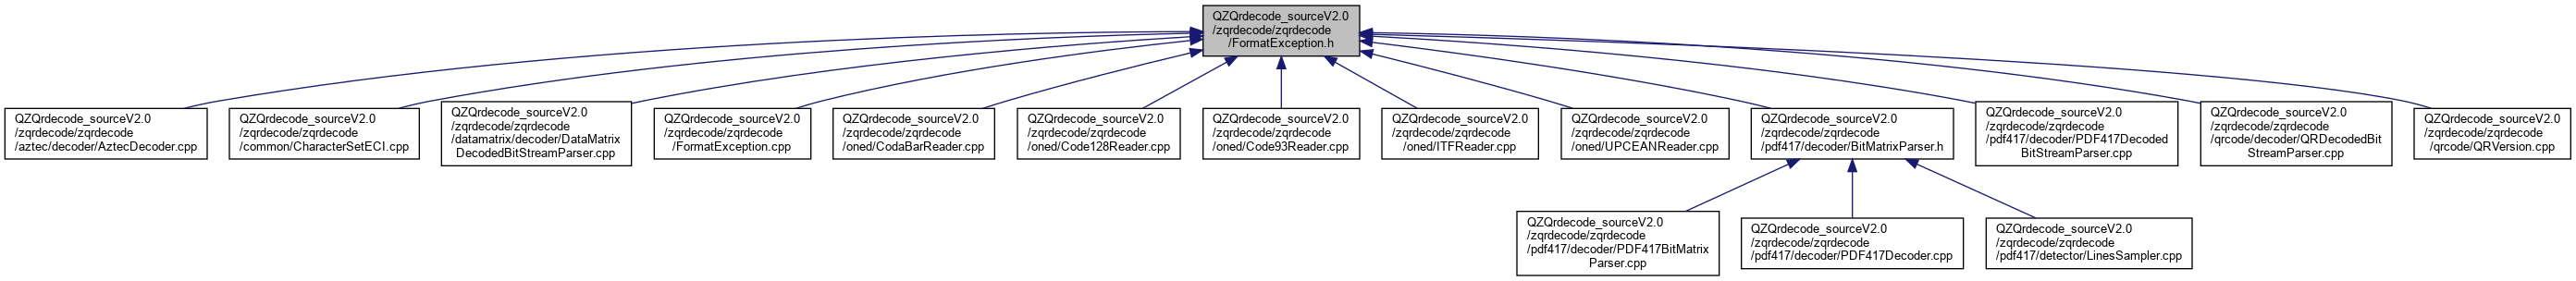 QZQrdecode_sourceV2.0
/zqrdecode/zqrdecode
/FormatException.h
QZQrdecode_sourceV2.0
/zqrdecode/zqrdecode
/aztec/decoder/AztecDecoder.cpp
QZQrdecode_sourceV2.0
/zqrdecode/zqrdecode
/common/CharacterSetECI.cpp
QZQrdecode_sourceV2.0
/zqrdecode/zqrdecode
/datamatrix/decoder/DataMatrix
DecodedBitStreamParser.cpp
QZQrdecode_sourceV2.0
/zqrdecode/zqrdecode
/FormatException.cpp
QZQrdecode_sourceV2.0
/zqrdecode/zqrdecode
/oned/CodaBarReader.cpp
QZQrdecode_sourceV2.0
/zqrdecode/zqrdecode
/oned/Code128Reader.cpp
QZQrdecode_sourceV2.0
/zqrdecode/zqrdecode
/oned/Code93Reader.cpp
QZQrdecode_sourceV2.0
/zqrdecode/zqrdecode
/oned/ITFReader.cpp
QZQrdecode_sourceV2.0
/zqrdecode/zqrdecode
/oned/UPCEANReader.cpp
QZQrdecode_sourceV2.0
/zqrdecode/zqrdecode
/pdf417/decoder/BitMatrixParser.h
QZQrdecode_sourceV2.0
/zqrdecode/zqrdecode
/pdf417/decoder/PDF417Decoded
BitStreamParser.cpp
QZQrdecode_sourceV2.0
/zqrdecode/zqrdecode
/qrcode/decoder/QRDecodedBit
StreamParser.cpp
QZQrdecode_sourceV2.0
/zqrdecode/zqrdecode
/qrcode/QRVersion.cpp
QZQrdecode_sourceV2.0
/zqrdecode/zqrdecode
/pdf417/decoder/PDF417BitMatrix
Parser.cpp
QZQrdecode_sourceV2.0
/zqrdecode/zqrdecode
/pdf417/decoder/PDF417Decoder.cpp
QZQrdecode_sourceV2.0
/zqrdecode/zqrdecode
/pdf417/detector/LinesSampler.cpp